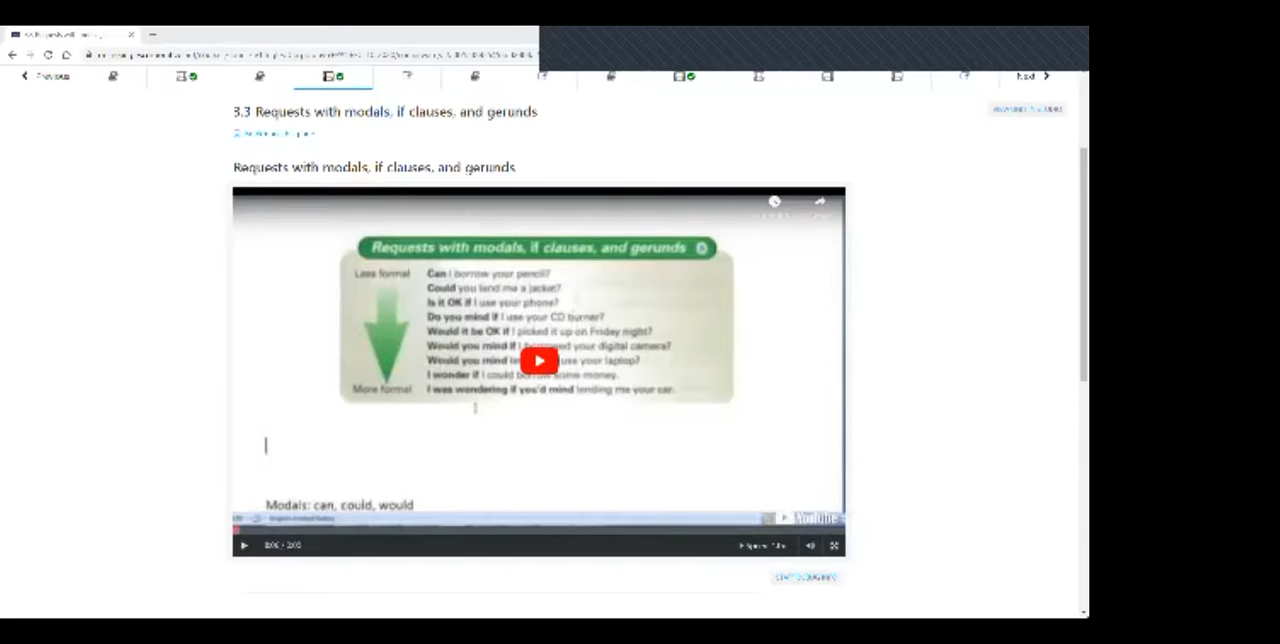 Previous
Next
3.3 Requests with modals, if clauses, and gerunds
Requests with modals, if clauses, and gerunds
Requests with modals, if clauses, and gerunds
Less formal
Can I borrow your pencil?
Could you lend me a jacket?
Is it OK if I use your phone?
Do you mind if I use your CD burner?
Would it be OK if I picked it up on Friday night?
Would you mind if I borrowed your digital camera?
Would you mind use your laptop?
I wonder if I could borrow some money.
More formal
I was wondering if you'd mind lending me your car.
Modals: can, could, would
YouTube